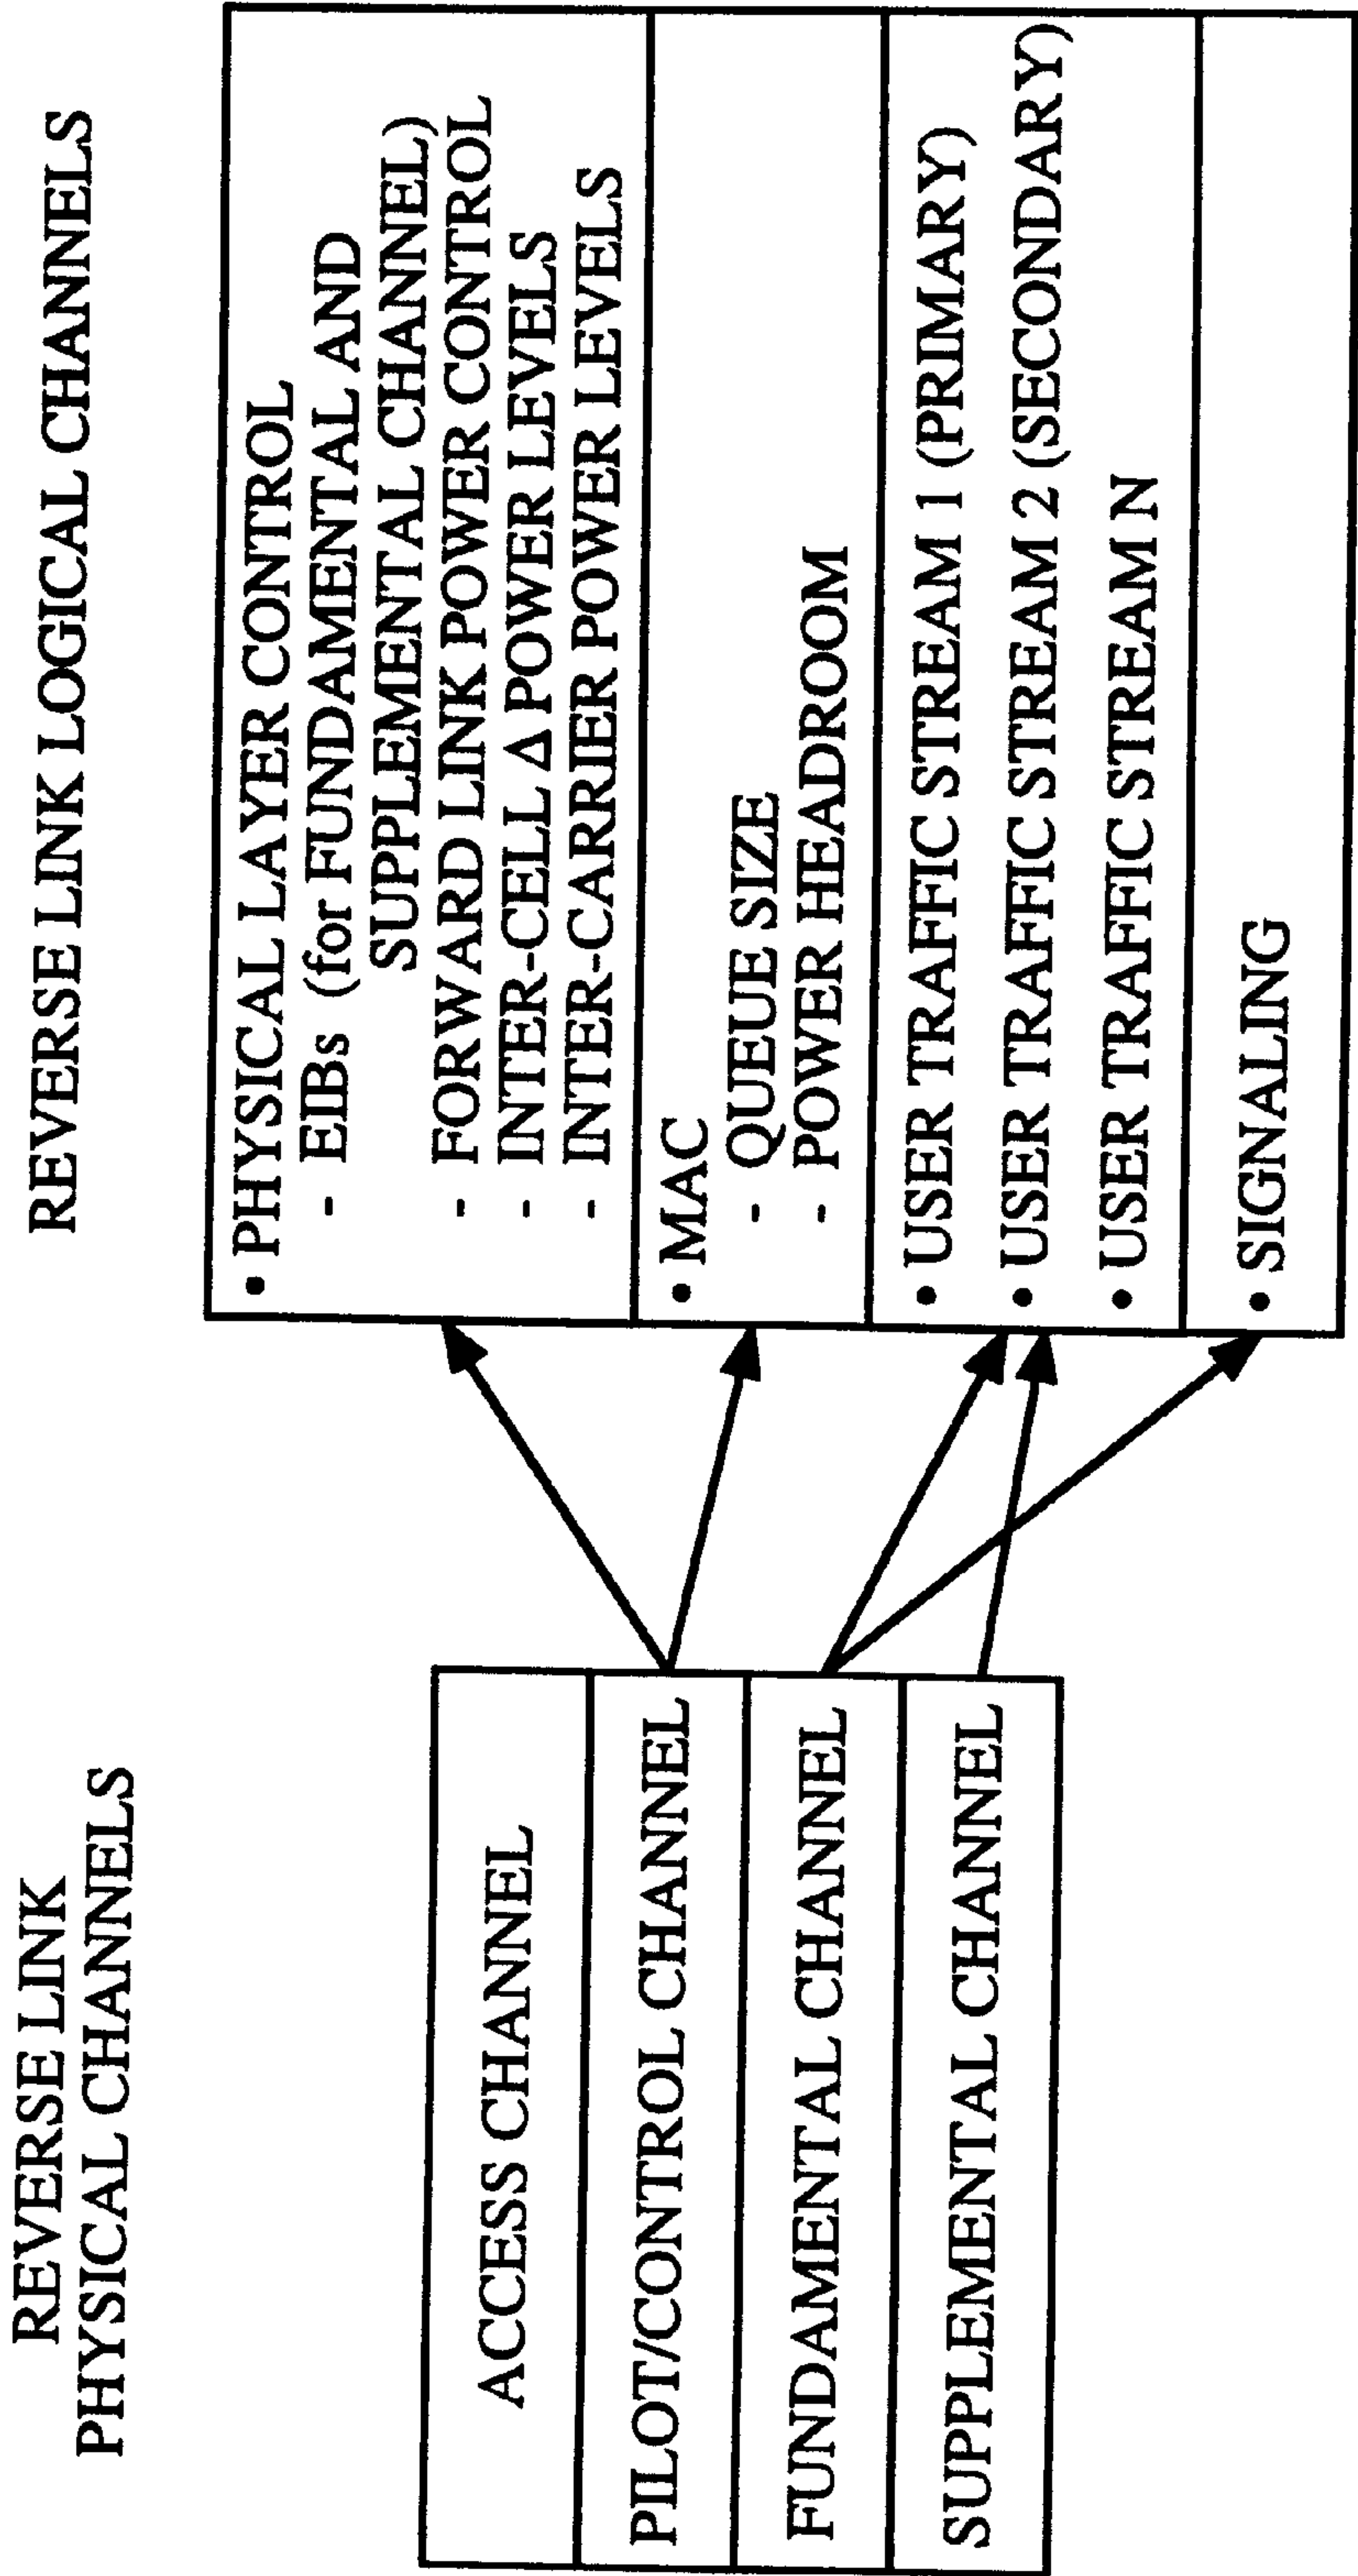 REVERSE LINK
PHYSICAL CHANNELS
ACCESS CHANNEL
PILOT/CONTROL CHANNEL
FUNDAMENTAL CHANNEL
SUPPLEMENTAL CHANNEL
REVERSE LINK LOGICAL CHANNELS
• PHYSICAL LAYER CONTROL
- EIBs (for FUNDAMENTAL AND
SUPPLEMENTAL CHANNEL)
- FORWARD LINK POWER CONTROL
- INTER-CELL Δ POWER LEVELS
- INTER-CARRIER POWER LEVELS
• MAC
- QUEUE SIZE
- POWER HEADROOM
• USER TRAFFIC STREAM 1 (PRIMARY)
• USER TRAFFIC STREAM 2 (SECONDARY)
• USER TRAFFIC STREAM N
• SIGNALING